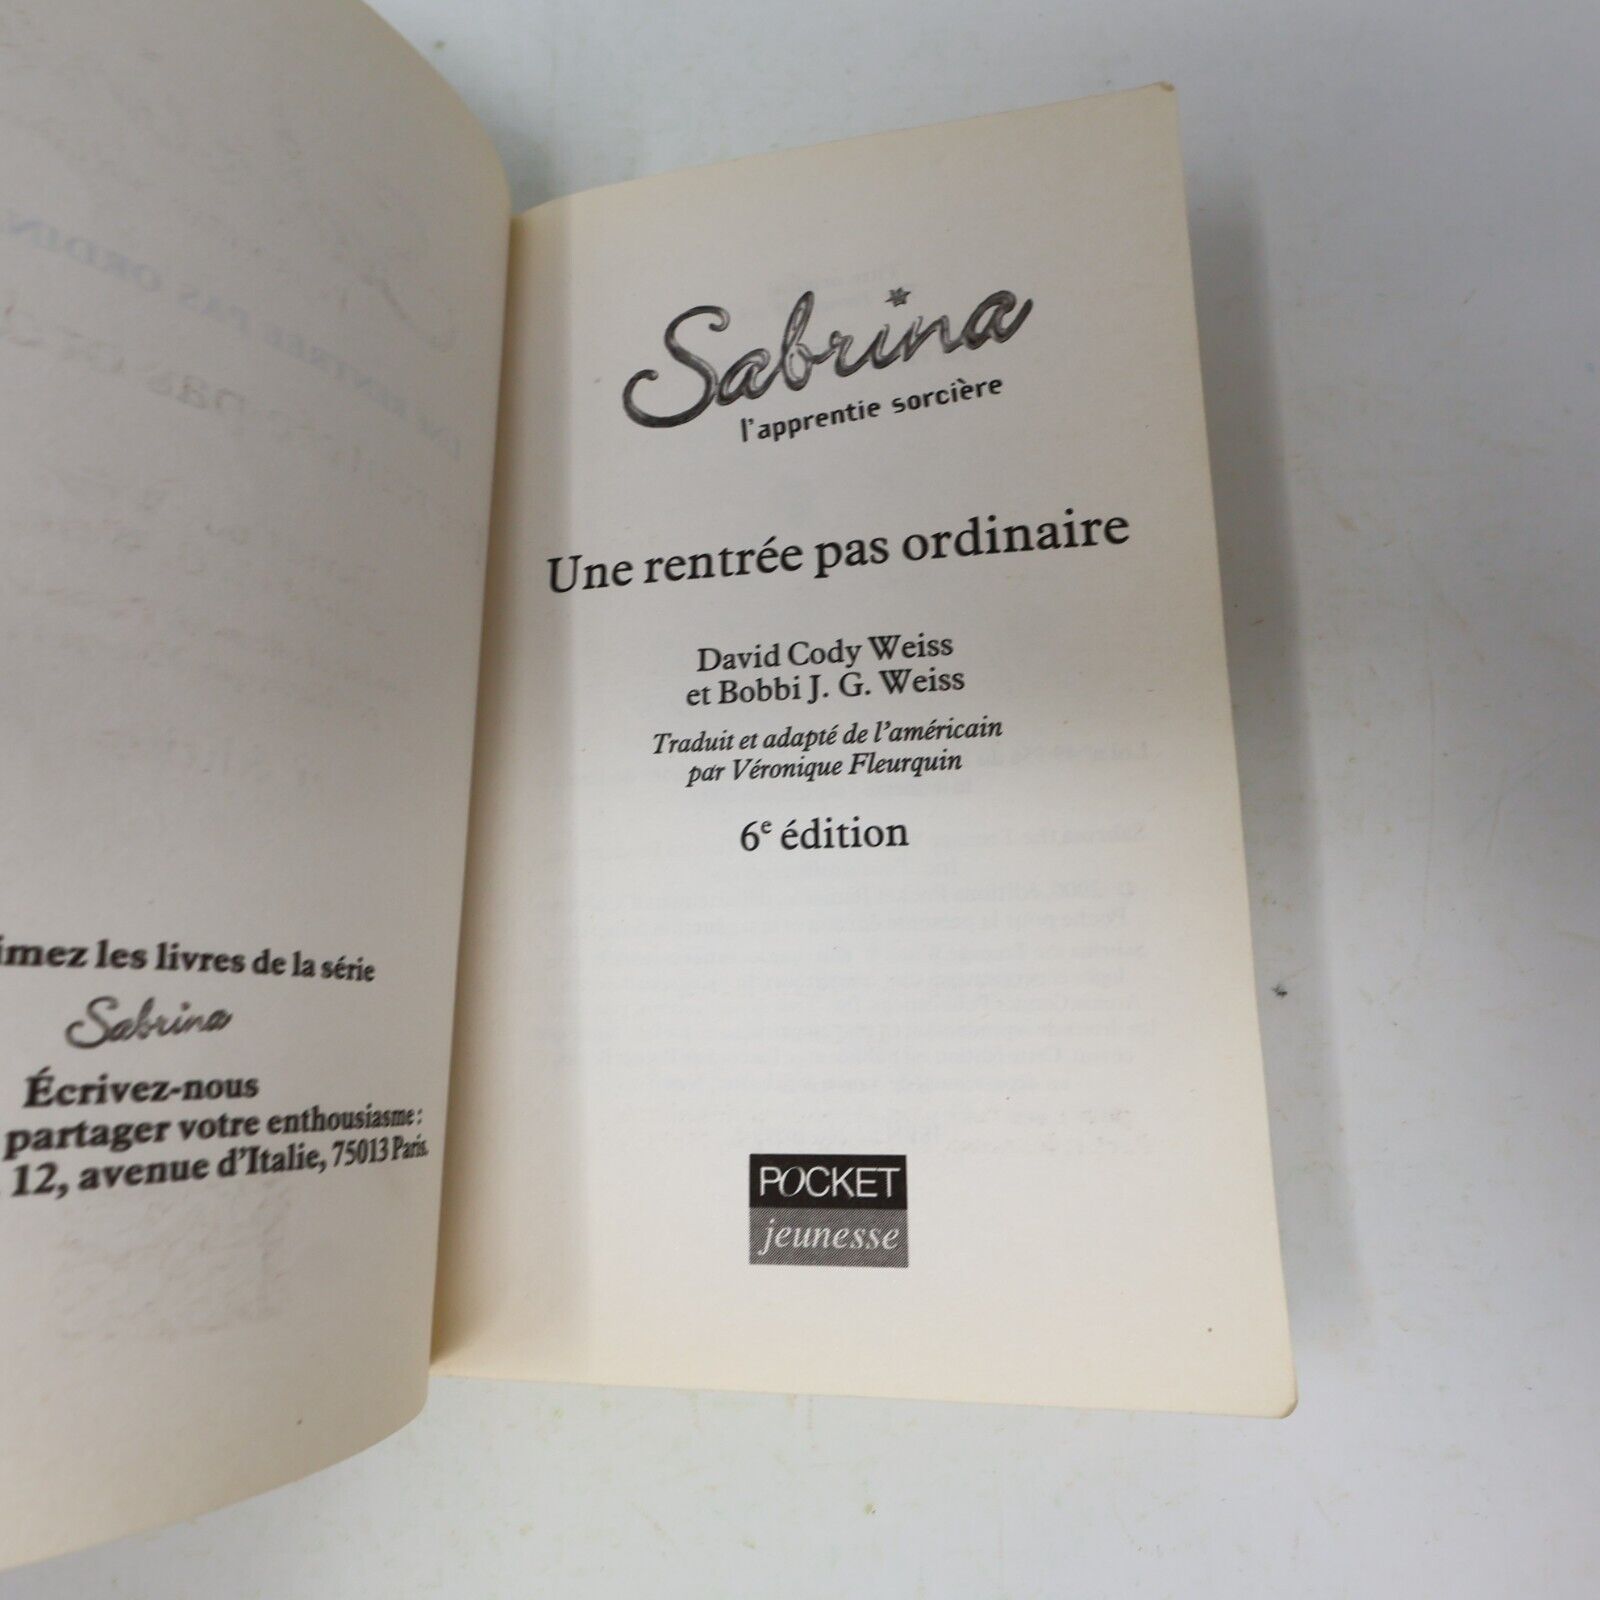 les livres de la série
Sabrina
Écrivez-nous
partager votre enthousiasme:
12, avenue d'Italie, 75013 Paris.
Sabrina
l'apprentie sorcière
Une rentrée pas ordinaire
David Cody Weiss
et Bobbi J. G. Weiss
Traduit et adapté de l'américain
par Véronique Fleurquin
6e édition
POCKET
jeunesse